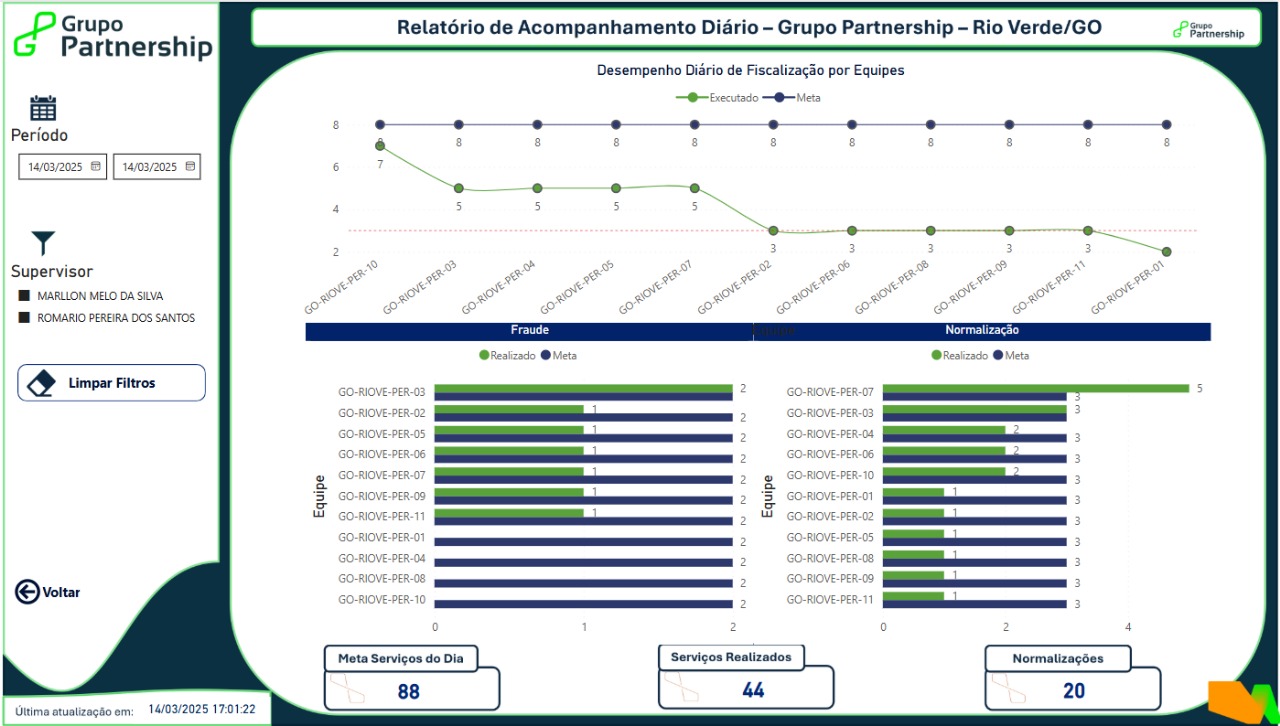 Grupo
Partnership
Relatório de Acompanhamento Diário – Grupo Partnership – Rio Verde/GO
Grupo
Partnership
Desempenho Diário de Fiscalização por Equipes
Executado Meta
Período
14/03/2025 14/03/2025
8
6
4
2
8 8 8 8 8 8 8 8 8 8
7 5 5 5 5 3 3 3 3 3
GO-RIOVE-PER-10 GO-RIOVE-PER-03 GO-RIOVE-PER-04 GO-RIOVE-PER-05 GO-RIOVE-PER-07 GO-RIOVE-PER-02 GO-RIOVE-PER-06 GO-RIOVE-PER-08 GO-RIOVE-PER-09 GO-RIOVE-PER-11 GO-RIOVE-PER-01
Supervisor
MARLLON MELO DA SILVA
ROMARIO PEREIRA DOS SANTOS
Limpar Filtros
Voltar
Fraude
Realizado Meta
Equipe
GO-RIOVE-PER-03 2
GO-RIOVE-PER-02 1 2
GO-RIOVE-PER-05 1 2
GO-RIOVE-PER-06 1 2
GO-RIOVE-PER-07 1 2
GO-RIOVE-PER-09 1 2
GO-RIOVE-PER-11 1 2
GO-RIOVE-PER-01 2
GO-RIOVE-PER-04 2
GO-RIOVE-PER-08 2
GO-RIOVE-PER-10 2
0 1 2
Equipe
Normalização
Realizado Meta
Equipe
GO-RIOVE-PER-07 5 3
GO-RIOVE-PER-03 3
GO-RIOVE-PER-04 2 3
GO-RIOVE-PER-06 2 3
GO-RIOVE-PER-10 2 3
GO-RIOVE-PER-01 1 3
GO-RIOVE-PER-02 1 3
GO-RIOVE-PER-05 1 3
GO-RIOVE-PER-08 1 3
GO-RIOVE-PER-09 1 3
GO-RIOVE-PER-11 1 3
0 2 4
Meta Serviços do Dia
88
Serviços Realizados
44
Normalizações
20
Última atualização em: 14/03/2025 17:01:22